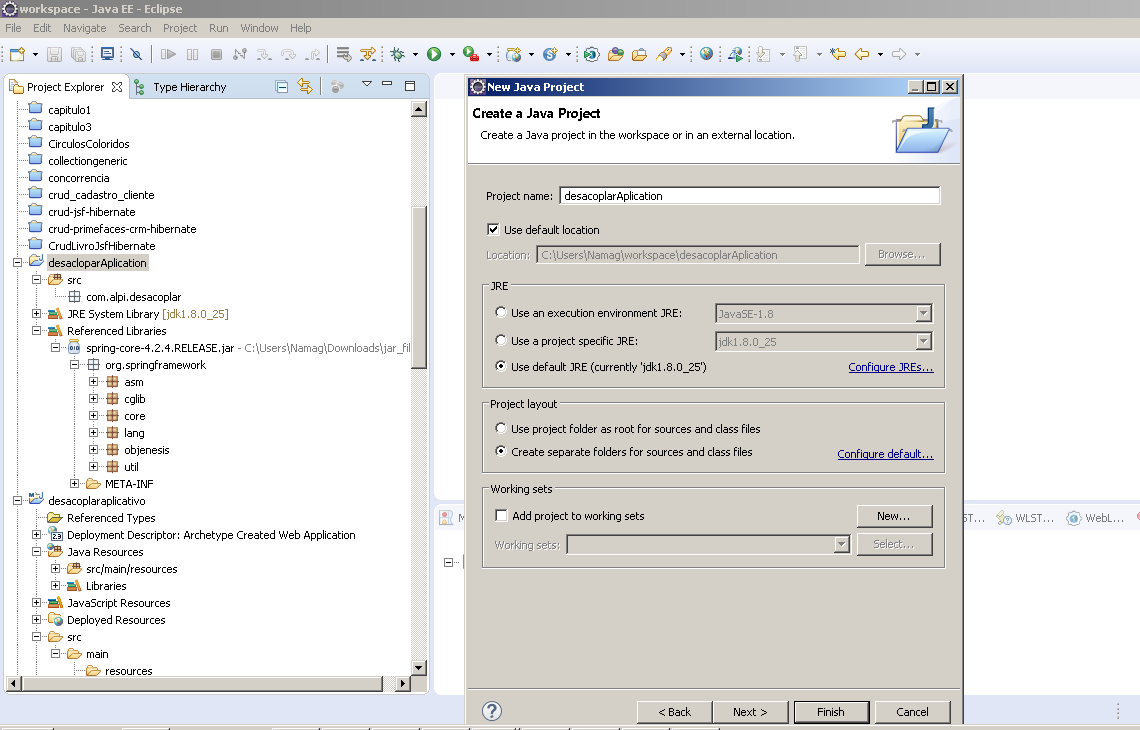 workspace - Java EE - Eclipse
File Edit Navigate Search Project Run Window Help
Project Explorer Type Hierarchy
capitulo1
capitulo3
CirculosColoridos
collectiongeneric
concorrencia
crud_cadastro_cliente
crud-jsf-hibernate
crud-primefaces-crm-hibernate
CrudLivroJsfHibernate
desacloparAplication
src
com.alpi.desacoplar
JRE System Library [jdk1.8.0_25]
Referenced Libraries
spring-core-4.2.4.RELEASE.jar - C:\Users\Namag\Downloads\jar_fil
org.springframework
asm
cglib
core
lang
objenesis
util
META-INF
desacoplaraplicativo
Referenced Types
Deployment Descriptor: Archetype Created Web Application
Java Resources
src/main/resources
Libraries
JavaScript Resources
Deployed Resources
src
main
resources
New Java Project
Create a Java Project
Create a Java project in the workspace or in an external location.
Project name: desacoplarAplication
Use default location
Location: C:\Users\Namag\workspace\desacoplarAplication Browse...
JRE
Use an execution environment JRE: JavaSE-1.8
Use a project specific JRE: jdk1.8.0_25
Use default JRE (currently 'jdk1.8.0_25') Configure JREs...
Project layout
Use project folder as root for sources and class files
Create separate folders for sources and class files Configure default...
Working sets
Add project to working sets New...
Working sets: Select...
< Back Next > Finish Cancel
M
ST... WLST... WebL...